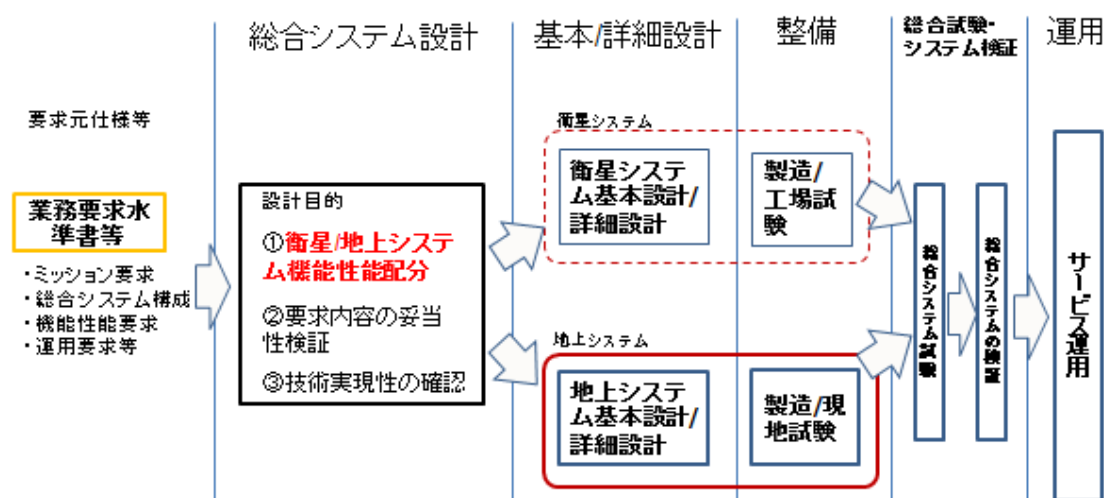 総合システム設計
基本/詳細設計
整備
総合試験・
システム検証
運用
要求元仕様等
業務要求水
準書等
・ミッション要求
・総合システム構成
・機能性能要求
・運用要求等
設計目的
①衛星/地上システ
ム機能性能配分
②要求内容の妥当
性検証
③技術実現性の確認
衛星システム
衛星システ
ム基本設計/
詳細設計
製造/
工場試
験
地上システム
地上システ
ム基本設計/
詳細設計
製造/現
地試験
総合システム試験
総合システムの検証
サービス運用